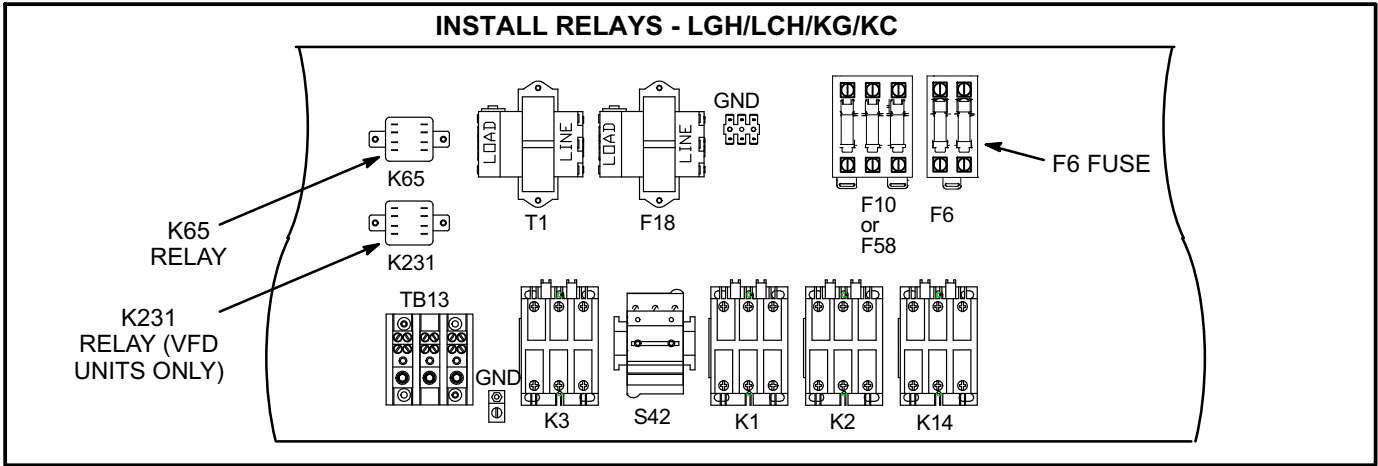 INSTALL RELAYS - LGH/LCH/KG/KC
LOAD
LINE
LOAD
LINE
GND
K65
T1
F18
F10
or
F58
F6
F6 FUSE
K65
RELAY
K231
K231
RELAY (VFD
UNITS ONLY)
TB13
GND
K3
S42
K1
K2
K14